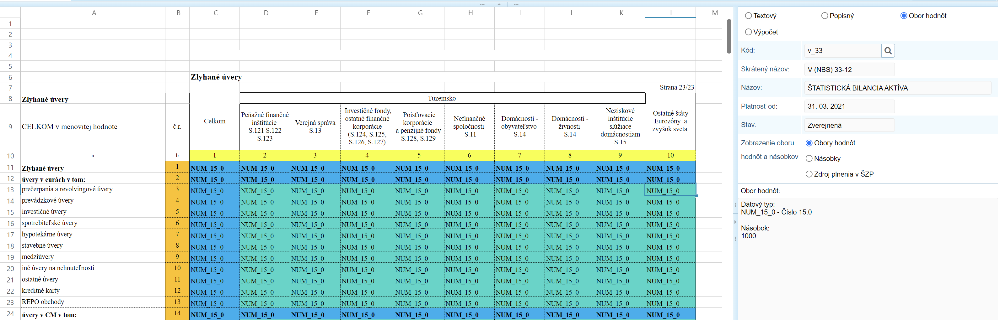 A B C D E F G H I J K L M
1
2
3
4
5
6 Zlyhané úvery
7 Strana 23/23
8 Zlyhané úvery Tuzemsko
9 CELKOM v menovitej hodnote č.r. Celkom
Peňažné finančné
inštitúcie
S.121 S.122
S.123
Verejná správa
S.13
Investičné fondy,
ostatné finančné
korporácie
(S.124, S.125,
S.126, S.127)
Poisťovacie
korporácie
a penzijné fondy
S.128, S.129
Nefinančné
spoločnosti
S.11
Domácnosti -
obyvateľstvo
S.14
Domácnosti -
živnosti
S.14
Neziskové
inštitúcie
slúžiace
domácnostiam
S.15
Ostatné štáty
Eurozóny a
zvyšok sveta
10 a b 1 2 3 4 5 6 7 8 9 10
11 Zlyhané úvery 1 NUM_15_0 NUM_15_0 NUM_15_0 NUM_15_0 NUM_15_0 NUM_15_0 NUM_15_0 NUM_15_0 NUM_15_0 NUM_15_0
12 úvery v eurách v tom: 2 NUM_15_0 NUM_15_0 NUM_15_0 NUM_15_0 NUM_15_0 NUM_15_0 NUM_15_0 NUM_15_0 NUM_15_0 NUM_15_0
13 prečerpania a revolvingové úvery 3 NUM_15_0 NUM_15_0 NUM_15_0 NUM_15_0 NUM_15_0 NUM_15_0 NUM_15_0 NUM_15_0 NUM_15_0 NUM_15_0
14 prevádzkové úvery 4 NUM_15_0 NUM_15_0 NUM_15_0 NUM_15_0 NUM_15_0 NUM_15_0 NUM_15_0 NUM_15_0 NUM_15_0 NUM_15_0
15 investičné úvery 5 NUM_15_0 NUM_15_0 NUM_15_0 NUM_15_0 NUM_15_0 NUM_15_0 NUM_15_0 NUM_15_0 NUM_15_0 NUM_15_0
16 spotrebiteľské úvery 6 NUM_15_0 NUM_15_0 NUM_15_0 NUM_15_0 NUM_15_0 NUM_15_0 NUM_15_0 NUM_15_0 NUM_15_0 NUM_15_0
17 hypotekárne úvery 7 NUM_15_0 NUM_15_0 NUM_15_0 NUM_15_0 NUM_15_0 NUM_15_0 NUM_15_0 NUM_15_0 NUM_15_0 NUM_15_0
18 stavebné úvery 8 NUM_15_0 NUM_15_0 NUM_15_0 NUM_15_0 NUM_15_0 NUM_15_0 NUM_15_0 NUM_15_0 NUM_15_0 NUM_15_0
19 medziúvery 9 NUM_15_0 NUM_15_0 NUM_15_0 NUM_15_0 NUM_15_0 NUM_15_0 NUM_15_0 NUM_15_0 NUM_15_0 NUM_15_0
20 iné úvery na nehnuteľnosti 10 NUM_15_0 NUM_15_0 NUM_15_0 NUM_15_0 NUM_15_0 NUM_15_0 NUM_15_0 NUM_15_0 NUM_15_0 NUM_15_0
21 ostatné úvery 11 NUM_15_0 NUM_15_0 NUM_15_0 NUM_15_0 NUM_15_0 NUM_15_0 NUM_15_0 NUM_15_0 NUM_15_0 NUM_15_0
22 kreditné karty 12 NUM_15_0 NUM_15_0 NUM_15_0 NUM_15_0 NUM_15_0 NUM_15_0 NUM_15_0 NUM_15_0 NUM_15_0 NUM_15_0
23 REPO obchody 13 NUM_15_0 NUM_15_0 NUM_15_0 NUM_15_0 NUM_15_0 NUM_15_0 NUM_15_0 NUM_15_0 NUM_15_0 NUM_15_0
24 úvery v CM v tom: 14 NUM_15_0 NUM_15_0 NUM_15_0 NUM_15_0 NUM_15_0 NUM_15_0 NUM_15_0 NUM_15_0 NUM_15_0 NUM_15_0
Textový Popisný Obor hodnôt
Výpočet
Kód: v_33
Skrátený názov: V (NBS) 33-12
Názov: ŠTATISTICKÁ BILANCIA AKTÍVA
Platnosť od: 31. 03. 2021
Stav: Zverejnená
Zobrazenie oboru Obory hodnôt
hodnôt a násobkov Násobky
Zdroj plnenia v ŠZP
Obor hodnôt:
Dátový typ:
NUM_15_0 - Číslo 15.0
Násobok:
1000